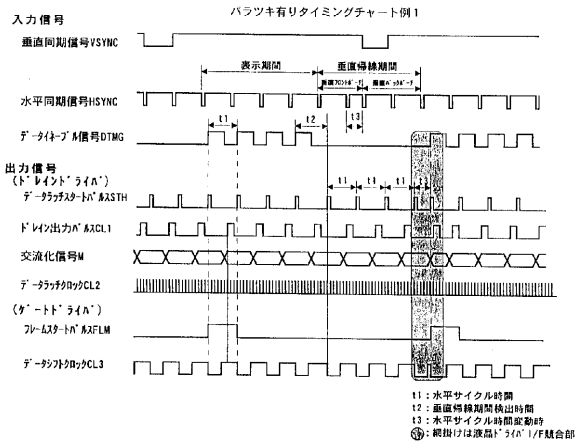 バラツキ有りタイミングチャート例1
入力信号
垂直同期信号VSYNC
表示期間
垂直帰線期間
垂直フロントポーチ
垂直バックポーチ
水平同期信号HSYNC
t1
t2
t3
データイネーブル信号DTMG
出力信号
(ドレインドライバ)
t1
t1
t1
t3
データラッチスタートパルスSTH
ドレイン出力パルスCL1
交流化信号M
データラッチクロックCL2
(ゲートドライバ)
フレームスタートパルスFLM
データシフトクロックCL3
t1:水平サイクル時間
t2:垂直帰線期間検出時間
t3:水平サイクル時間変動時
:網掛けは液晶ドライバI/F競合部